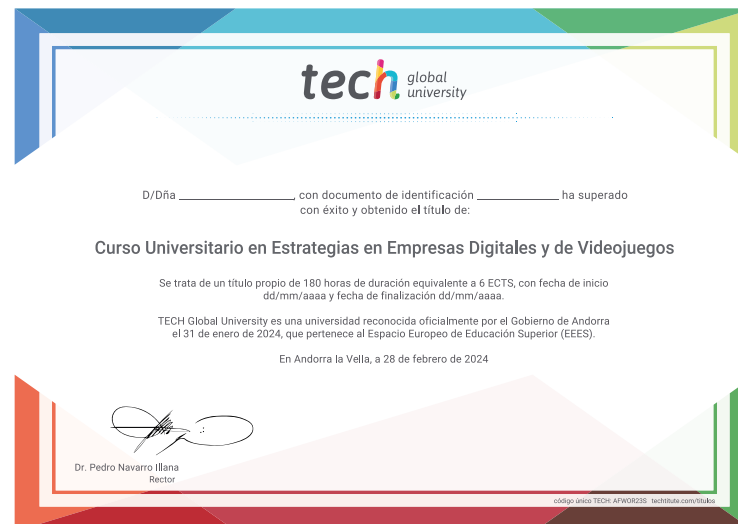 tech global university
D/Dña ______________, con documento de identificación ___________ ha superado
con éxito y obtenido el título de:
Curso Universitario en Estrategias en Empresas Digitales y de Videojuegos
Se trata de un título propio de 180 horas de duración equivalente a 6 ECTS, con fecha de inicio
dd/mm/aaaa y fecha de finalización dd/mm/aaaa.
TECH Global University es una universidad reconocida oficialmente por el Gobierno de Andorra
el 31 de enero de 2024, que pertenece al Espacio Europeo de Educación Superior (EEES).
En Andorra la Vella, a 28 de febrero de 2024
Dr. Pedro Navarro Illana
Rector
código único TECH: AFWOR23S techtitute.com/titulos